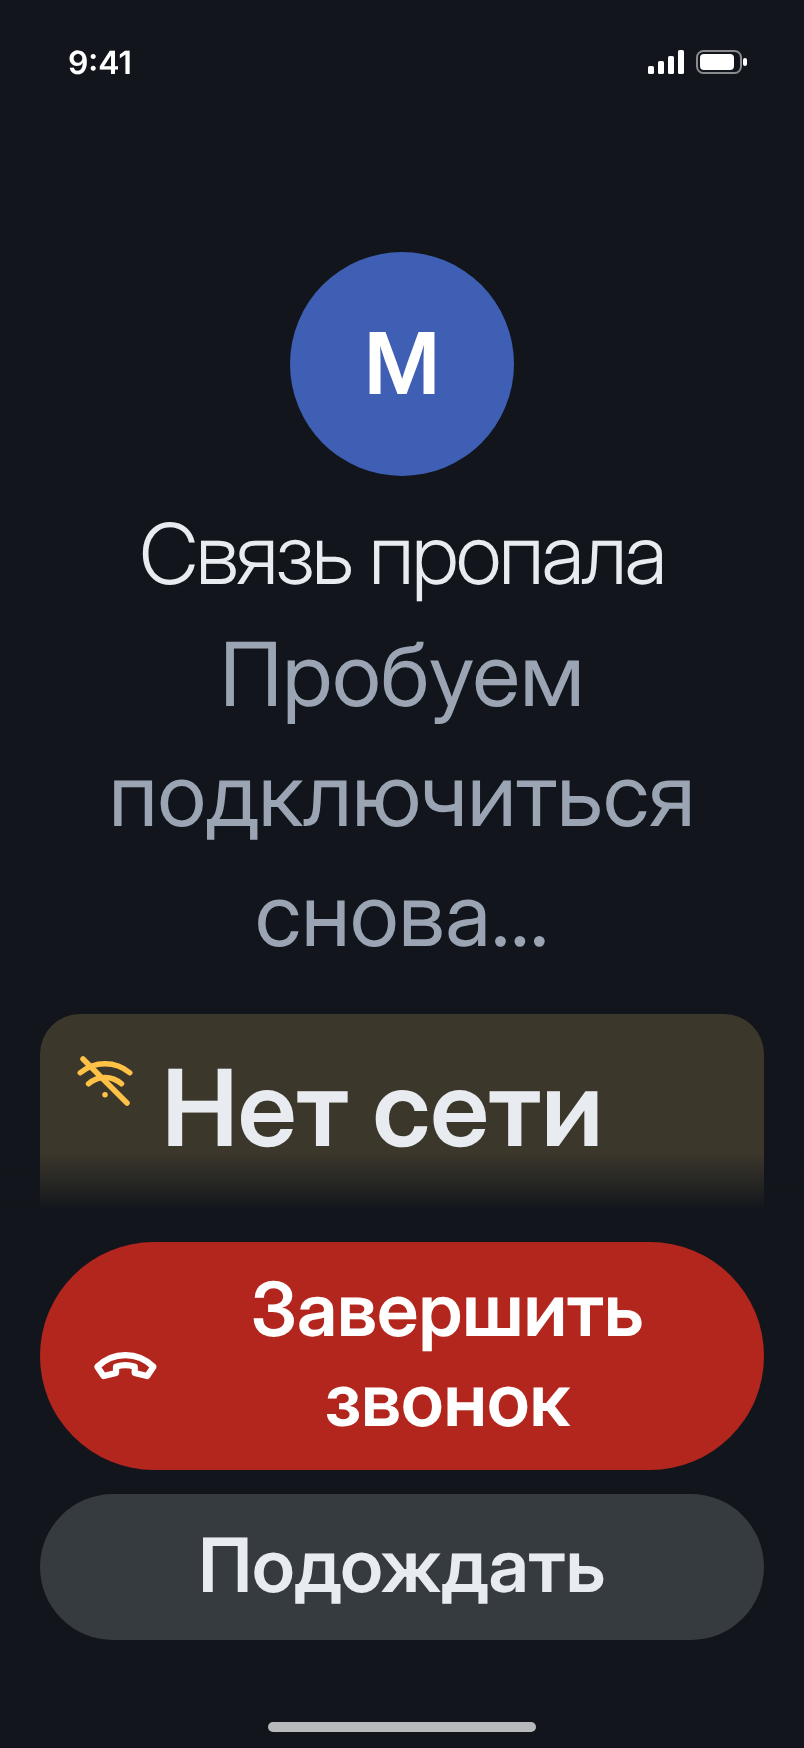 9:41
М
Связь пропала
Пробуем
подключиться
снова...
Нет сети
Завершить
звонок
Подождать